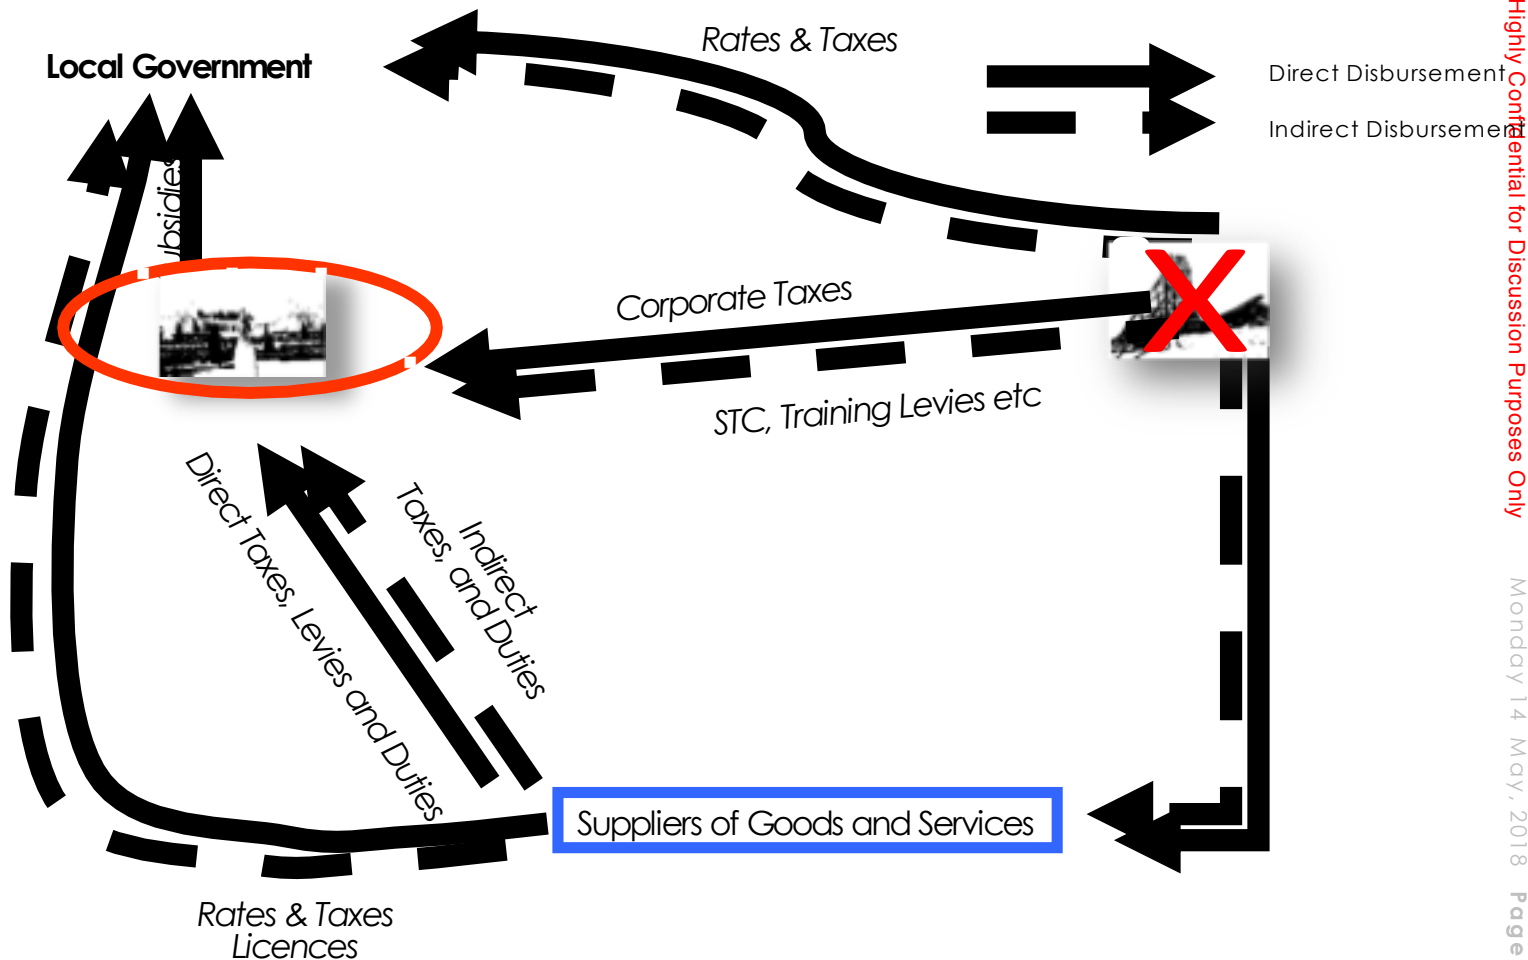 Local Government
Rates & Taxes
Direct Disbursement
Indirect Disbursement
Corporate Taxes
STC, Training Levies etc
Direct Taxes, Levies and Duties
Indirect
Taxes, and Duties
Suppliers of Goods and Services
Rates & Taxes
Licences
Highly Confidential for Discussion Purposes Only
Monday 14 May, 2018 Page